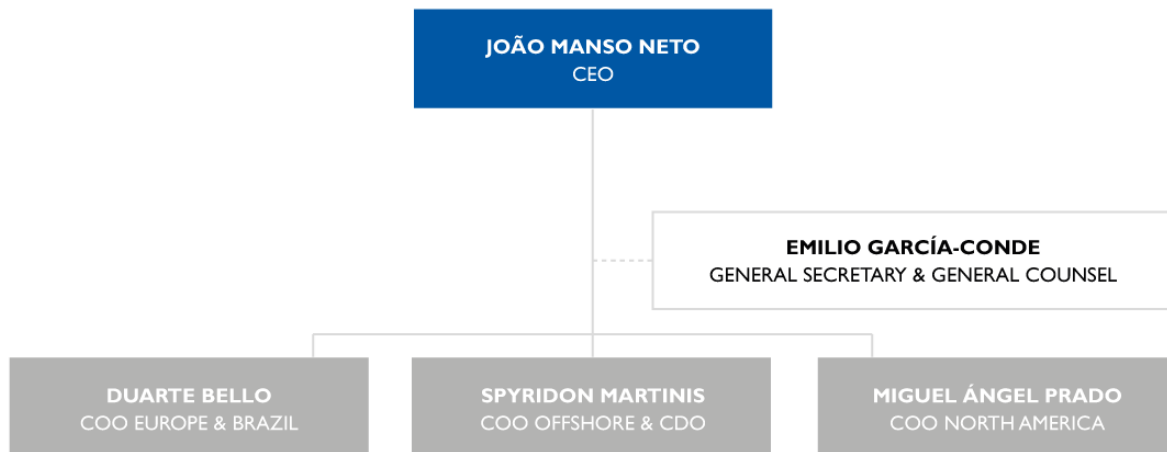 JOÃO MANSO NETO
CEO
EMILIO GARCÍA-CONDE
GENERAL SECRETARY & GENERAL COUNSEL
DUARTE BELLO
COO EUROPE & BRAZIL
SPYRIDON MARTINIS
COO OFFSHORE & CDO
MIGUEL ÁNGEL PRADO
COO NORTH AMERICA